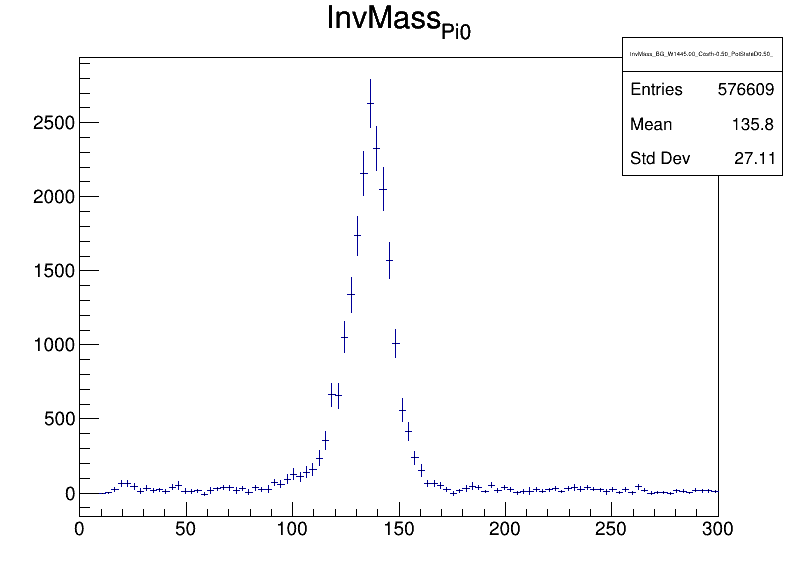 InvMass_Pi0
InvMass_BG_W1445.00_Costh-0.50_PolStateD0.50_
Entries 576609
Mean 135.8
Std Dev 27.11
2500
2000
1500
1000
500
0
0 50 100 150 200 250 300